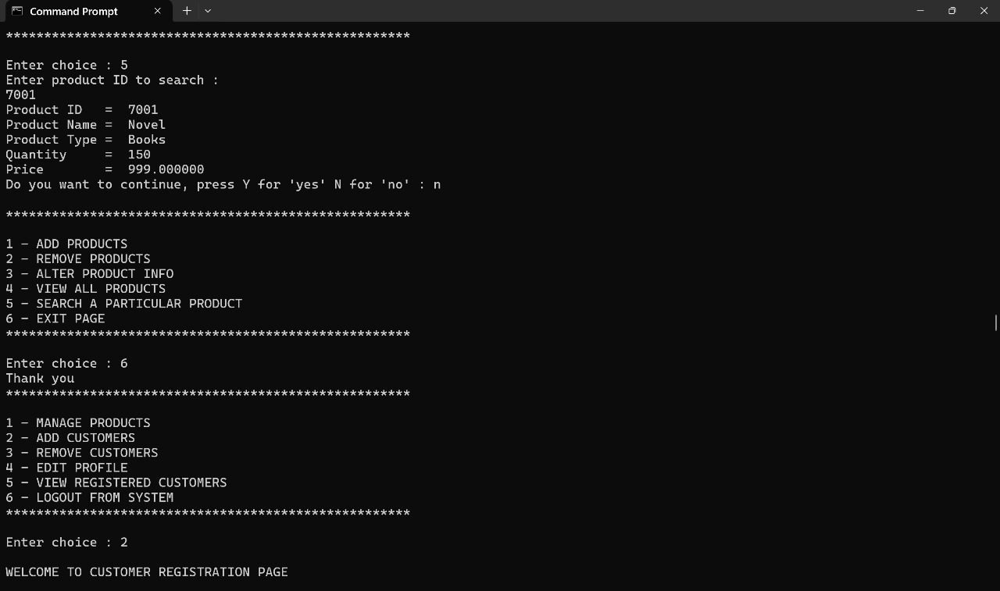 Command Prompt
*****************************************************
Enter choice : 5
Enter product ID to search :
7001
Product ID   =  7001
Product Name =  Novel
Product Type =  Books
Quantity     =  150
Price        =  999.000000
Do you want to continue, press Y for 'yes' N for 'no' : n
*****************************************************
1 - ADD PRODUCTS
2 - REMOVE PRODUCTS
3 - ALTER PRODUCT INFO
4 - VIEW ALL PRODUCTS
5 - SEARCH A PARTICULAR PRODUCT
6 - EXIT PAGE
*****************************************************
Enter choice : 6
Thank you
*****************************************************
1 - MANAGE PRODUCTS
2 - ADD CUSTOMERS
3 - REMOVE CUSTOMERS
4 - EDIT PROFILE
5 - VIEW REGISTERED CUSTOMERS
6 - LOGOUT FROM SYSTEM
*****************************************************
Enter choice : 2
WELCOME TO CUSTOMER REGISTRATION PAGE